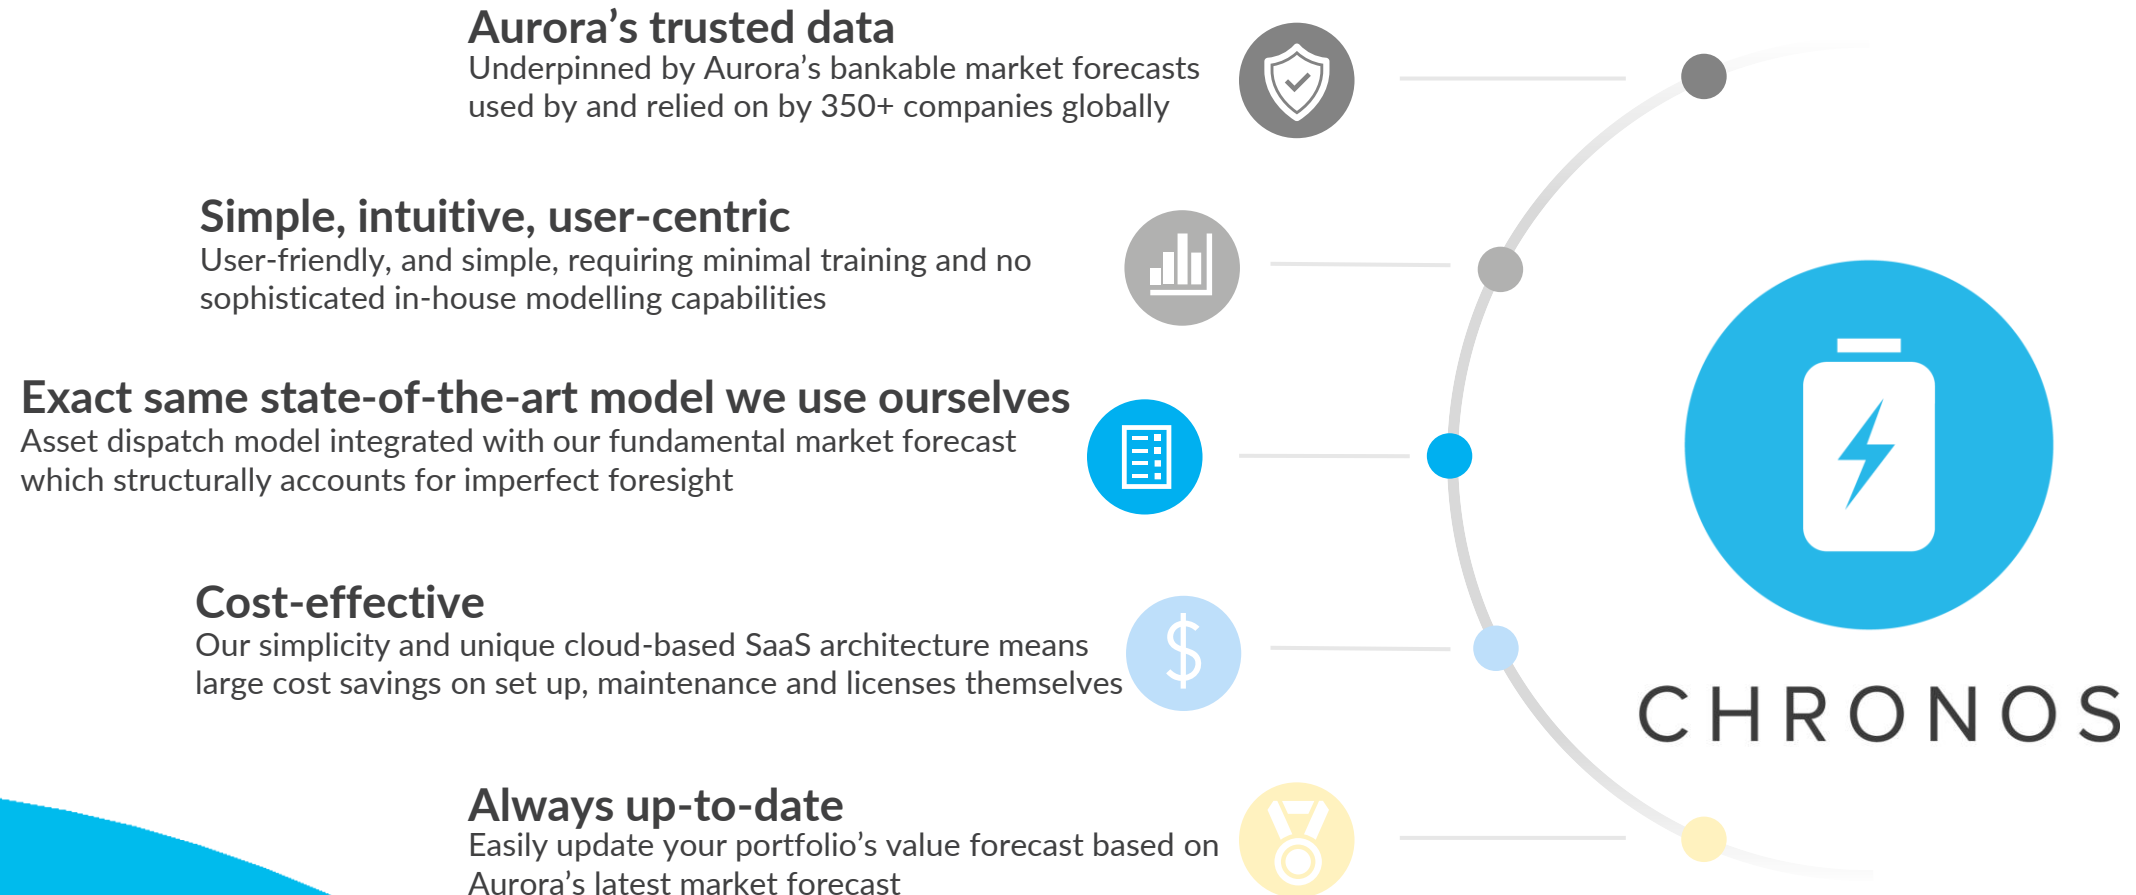 Aurora’s trusted data
Underpinned by Aurora’s bankable market forecasts
used by and relied on by 350+ companies globally
Simple, intuitive, user-centric
User-friendly, and simple, requiring minimal training and no
sophisticated in-house modelling capabilities
Exact same state-of-the-art model we use ourselves
Asset dispatch model integrated with our fundamental market forecast
which structurally accounts for imperfect foresight
Cost-effective
Our simplicity and unique cloud-based SaaS architecture means
large cost savings on set up, maintenance and licenses themselves
$
CHRONOS
Always up-to-date
Easily update your portfolio’s value forecast based on
Aurora’s latest market forecast